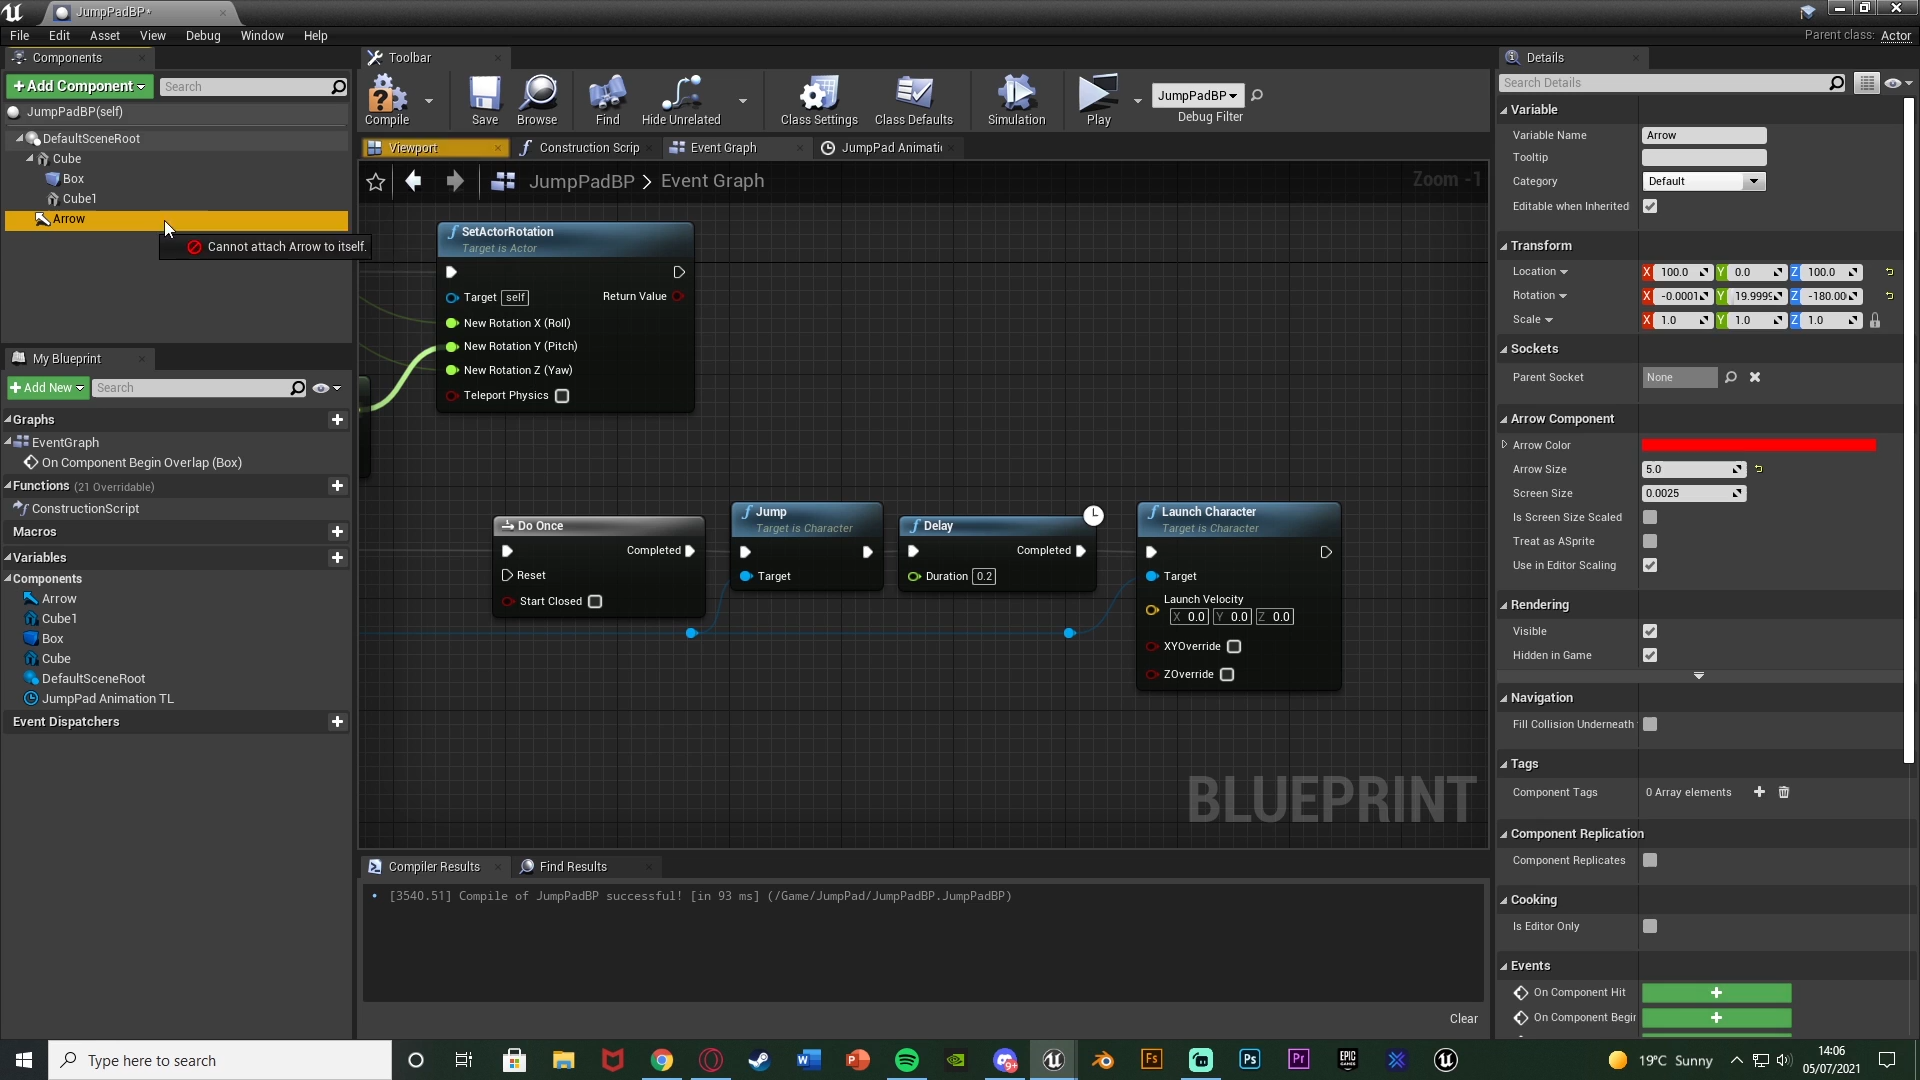 JumpPadBP*
File Edit Asset View Debug Window Help
Parent class: Actor
Components
Toolbar
Details
+Add Component
Search
Compile
Save
Browse
Find
Hide Unrelated
Class Settings
Class Defaults
Simulation
Play
JumpPadBP
Debug Filter
Search Details
JumpPadBP(self)
DefaultSceneRoot
Cube
Box
Cube1
Arrow
Cannot attach Arrow to itself.
Viewport
Construction Scrip
Event Graph
JumpPad Animati
JumpPadBP > Event Graph
Zoom -1
SetActorRotation
Target is Actor
Target self
Return Value
New Rotation X (Roll)
New Rotation Y (Pitch)
New Rotation Z (Yaw)
Teleport Physics
Do Once
Completed
Reset
Start Closed
Jump
Target is Character
Target
Delay
Completed
Duration 0.2
Launch Character
Target is Character
Target
Launch Velocity
X 0.0 Y 0.0 Z 0.0
XYOverride
ZOverride
BLUEPRINT
My Blueprint
+Add New
Search
Graphs
EventGraph
On Component Begin Overlap (Box)
Functions (21 Overridable)
ConstructionScript
Macros
Variables
Components
Arrow
Cube1
Box
Cube
DefaultSceneRoot
JumpPad Animation TL
Event Dispatchers
Compiler Results
Find Results
[3540.51] Compile of JumpPadBP successful! [in 93 ms] (/Game/JumpPad/JumpPadBP.JumpPadBP)
Clear
Variable
Variable Name Arrow
Tooltip
Category Default
Editable when Inherited
Transform
Location X 100.0 Y 0.0 Z 100.0
Rotation X -0.0001 Y 19.9999 Z -180.00
Scale X 1.0 Y 1.0 Z 1.0
Sockets
Parent Socket None
Arrow Component
Arrow Color
Arrow Size 5.0
Screen Size 0.0025
Is Screen Size Scaled
Treat as ASprite
Use in Editor Scaling
Rendering
Visible
Hidden in Game
Navigation
Fill Collision Underneath
Tags
Component Tags 0 Array elements
Component Replication
Component Replicates
Cooking
Is Editor Only
Events
On Component Hit
On Component Begin
Type here to search
9+
Fs
Ps
Pr
EPIC GAMES
19°C Sunny
14:06
05/07/2021